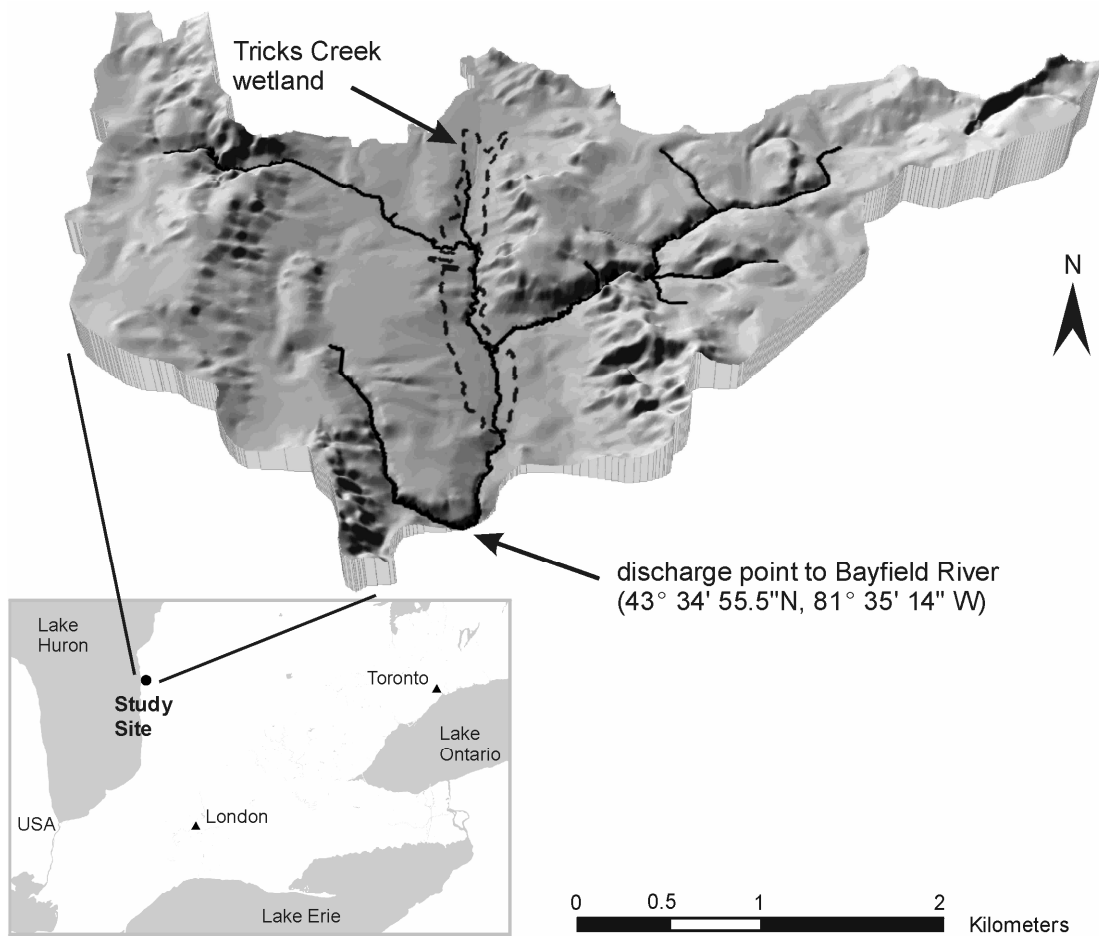 Tricks Creek
wetland
N
discharge point to Bayfield River
(43° 34' 55.5"N, 81° 35' 14" W)
Lake
Huron
Toronto
Study
Site
Lake
Ontario
USA
London
Lake Erie
0 0.5 1 2
Kilometers